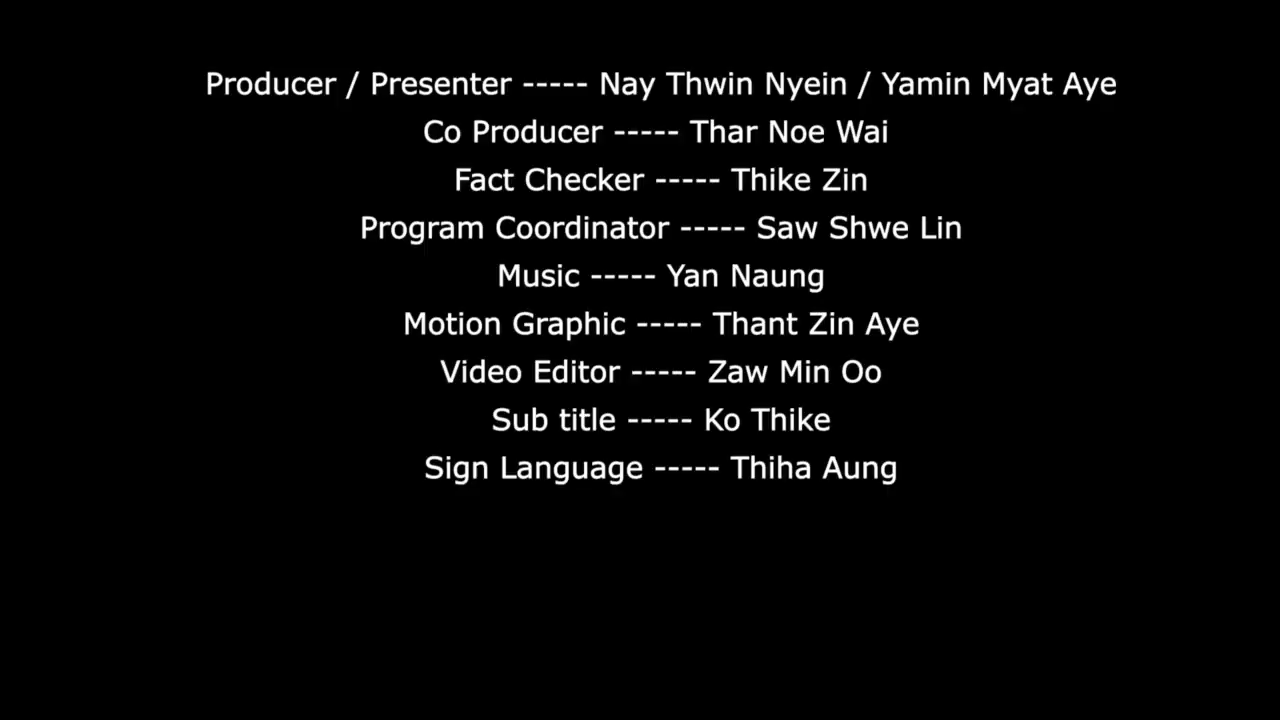 Producer / Presenter ----- Nay Thwin Nyein / Yamin Myat Aye
Co Producer ----- Thar Noe Wai
Fact Checker ----- Thike Zin
Program Coordinator ----- Saw Shwe Lin
Music ----- Yan Naung
Motion Graphic ----- Thant Zin Aye
Video Editor ----- Zaw Min Oo
Sub title ----- Ko Thike
Sign Language ----- Thiha Aung